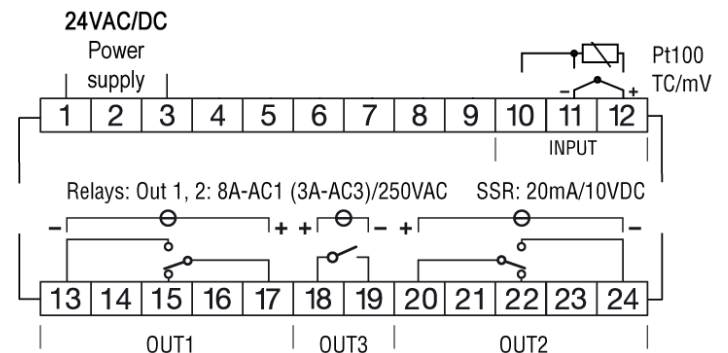 24VAC/DC
Power
supply
Pt100
TC/mV
- +
1 2 3 4 5 6 7 8 9 10 11 12
INPUT
Relays: Out 1, 2: 8A-AC1 (3A-AC3)/250VAC SSR: 20mA/10VDC
- + + - + -
13 14 15 16 17 18 19 20 21 22 23 24
OUT1 OUT3 OUT2